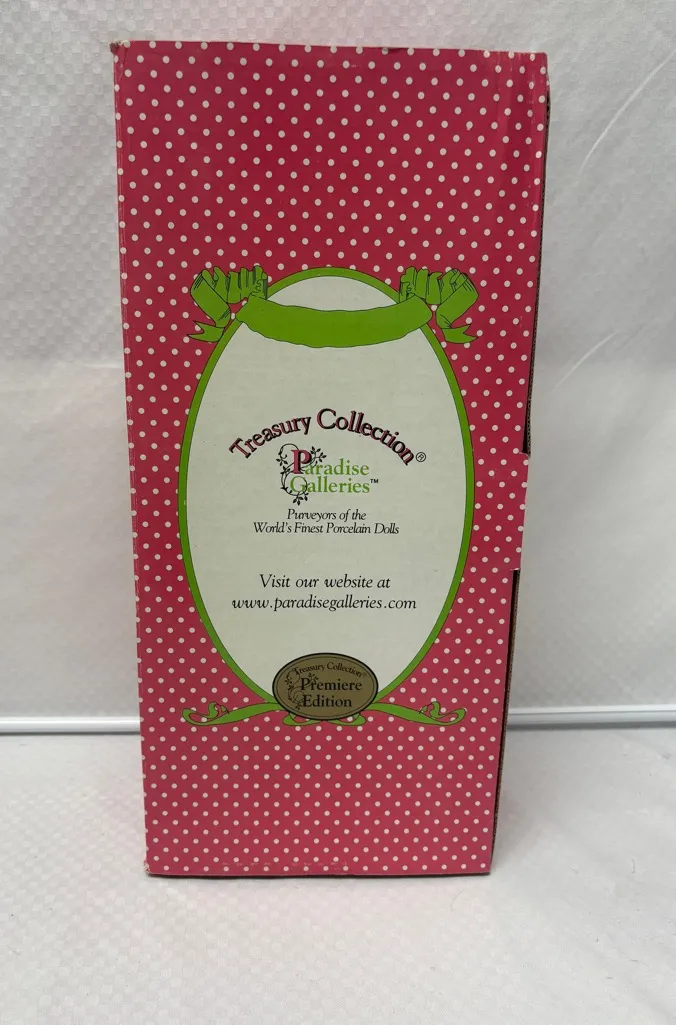 Treasury Collection®
Paradise
Galleries™
Purveyors of the
World's Finest Porcelain Dolls
Visit our website at
www.paradisegalleries.com
Treasury Collection®
Premiere
Edition